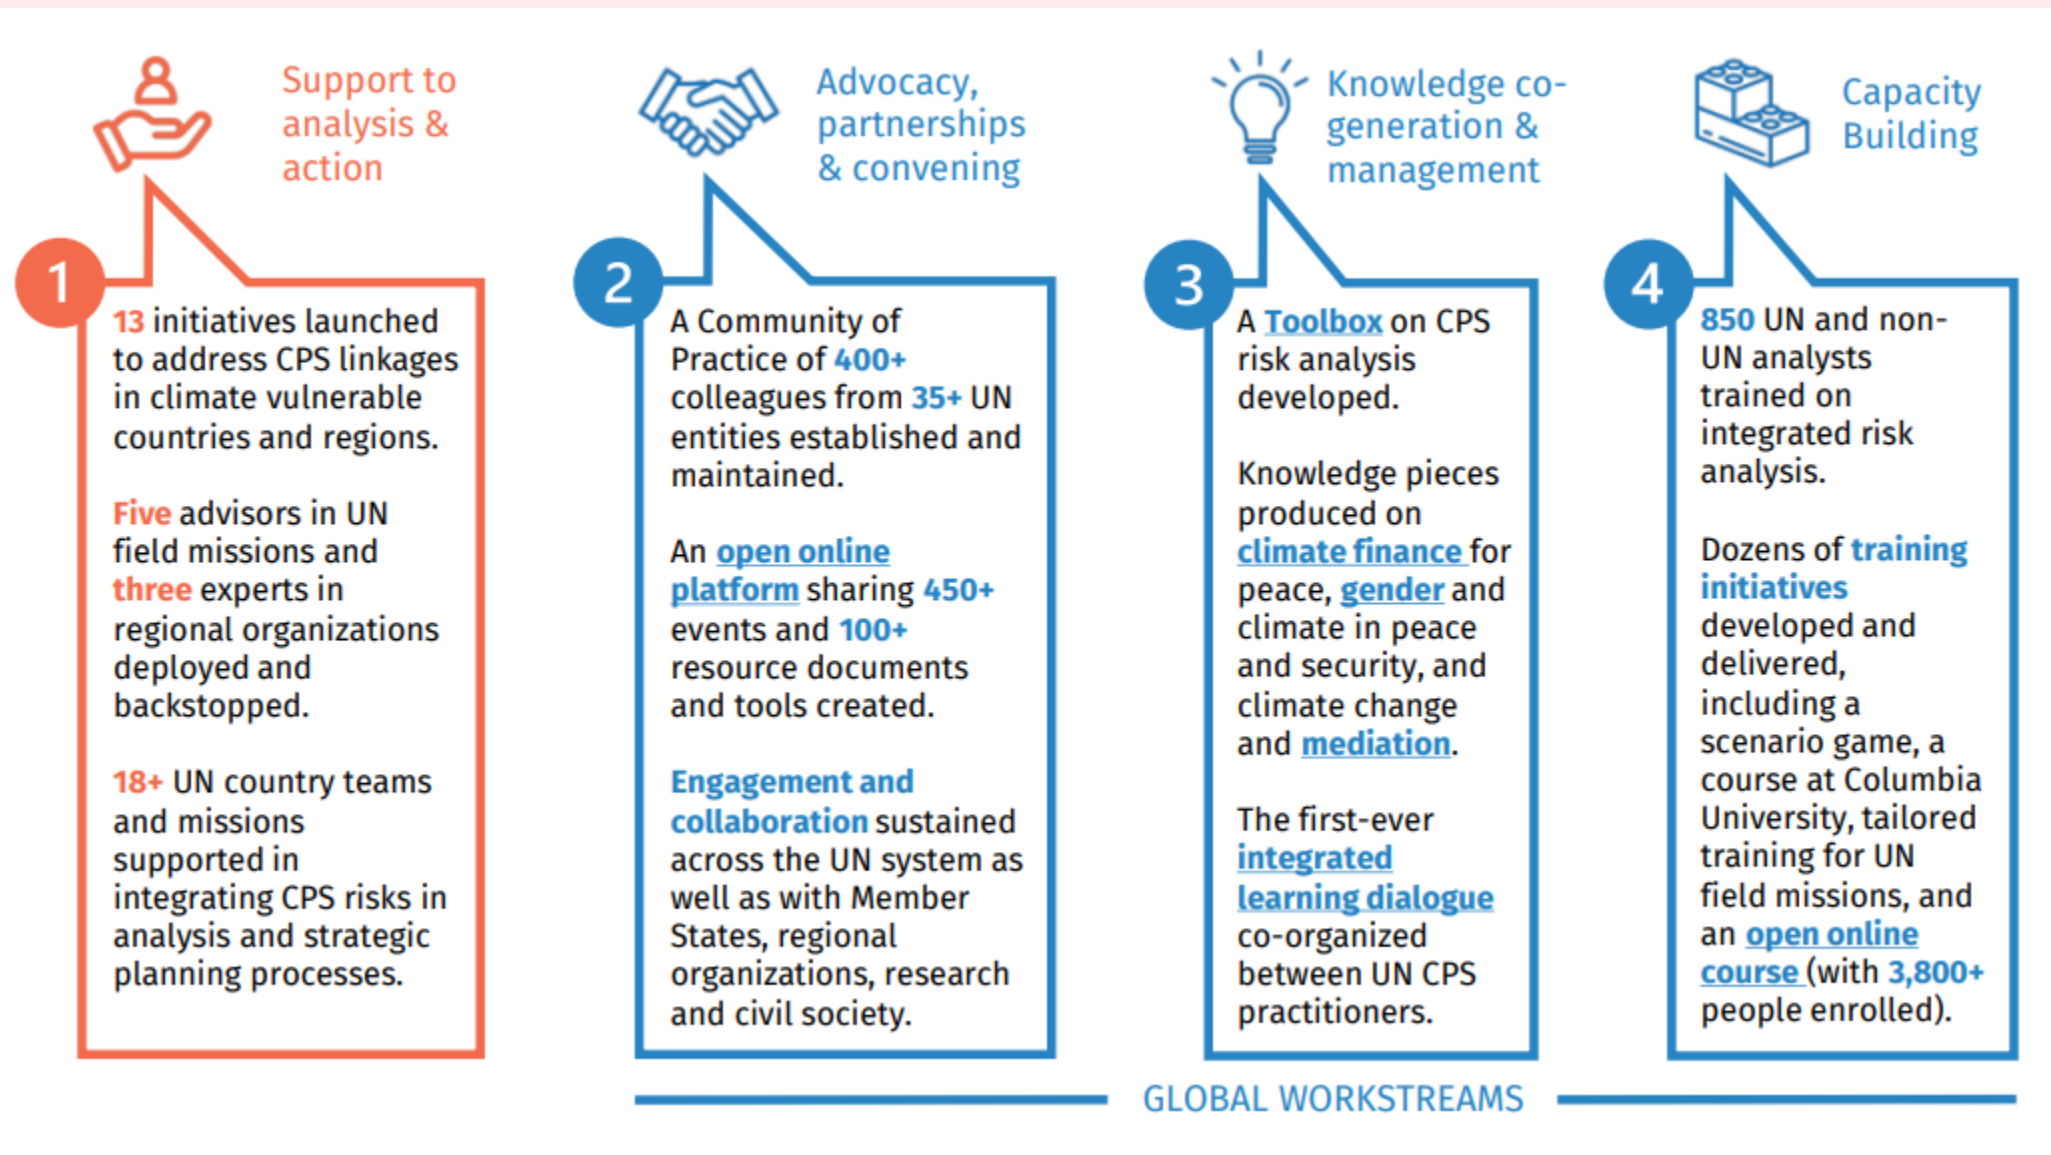 Support to
analysis &
action
1
13 initiatives launched
to address CPS linkages
in climate vulnerable
countries and regions.
Five advisors in UN
field missions and
three experts in
regional organizations
deployed and
backstopped.
18+ UN country teams
and missions
supported in
integrating CPS risks in
analysis and strategic
planning processes.
Advocacy,
partnerships
& convening
2
A Community of
Practice of 400+
colleagues from 35+ UN
entities established and
maintained.
An open online
platform sharing 450+
events and 100+
resource documents
and tools created.
Engagement and
collaboration sustained
across the UN system as
well as with Member
States, regional
organizations, research
and civil society.
Knowledge co-
generation &
management
3
A Toolbox on CPS
risk analysis
developed.
Knowledge pieces
produced on
climate finance for
peace, gender and
climate in peace
and security, and
climate change
and mediation.
The first-ever
integrated
learning dialogue
co-organized
between UN CPS
practitioners.
Capacity
Building
4
850 UN and non-
UN analysts
trained on
integrated risk
analysis.
Dozens of training
initiatives
developed and
delivered,
including a
scenario game, a
course at Columbia
University, tailored
training for UN
field missions, and
an open online
course (with 3,800+
people enrolled).
GLOBAL WORKSTREAMS